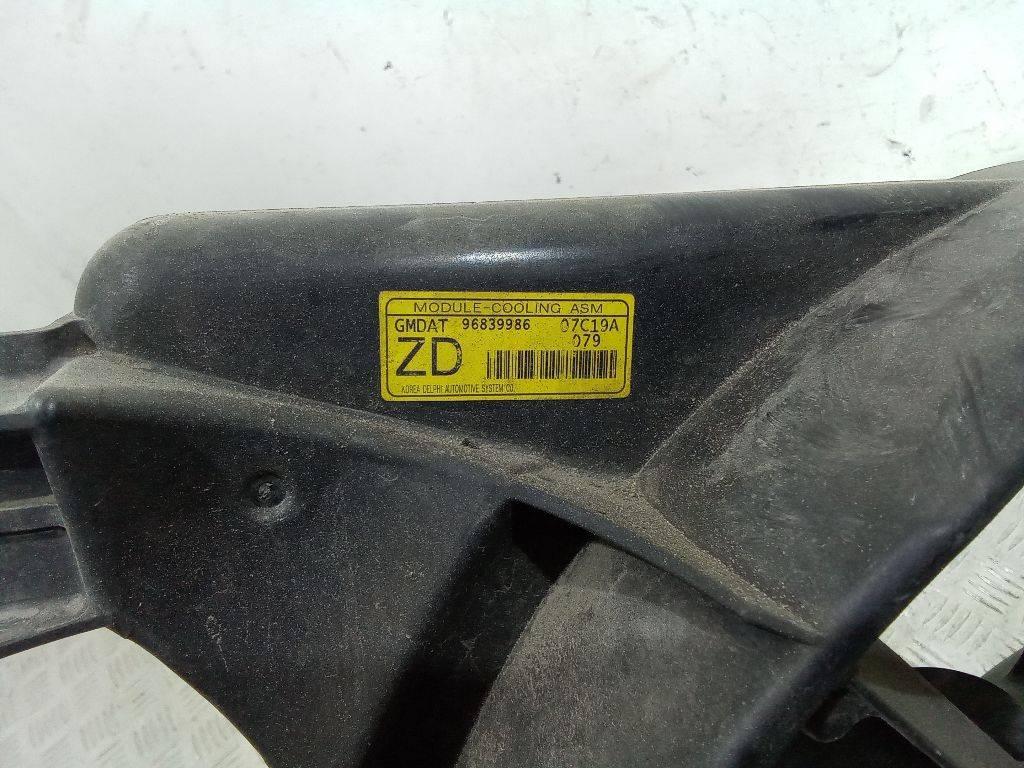 MODULE-COOLING ASM
GMDAT 96839986 07C19A
ZD 079
KOREA DELPHI AUTOMOTIVE SYSTEM CO.